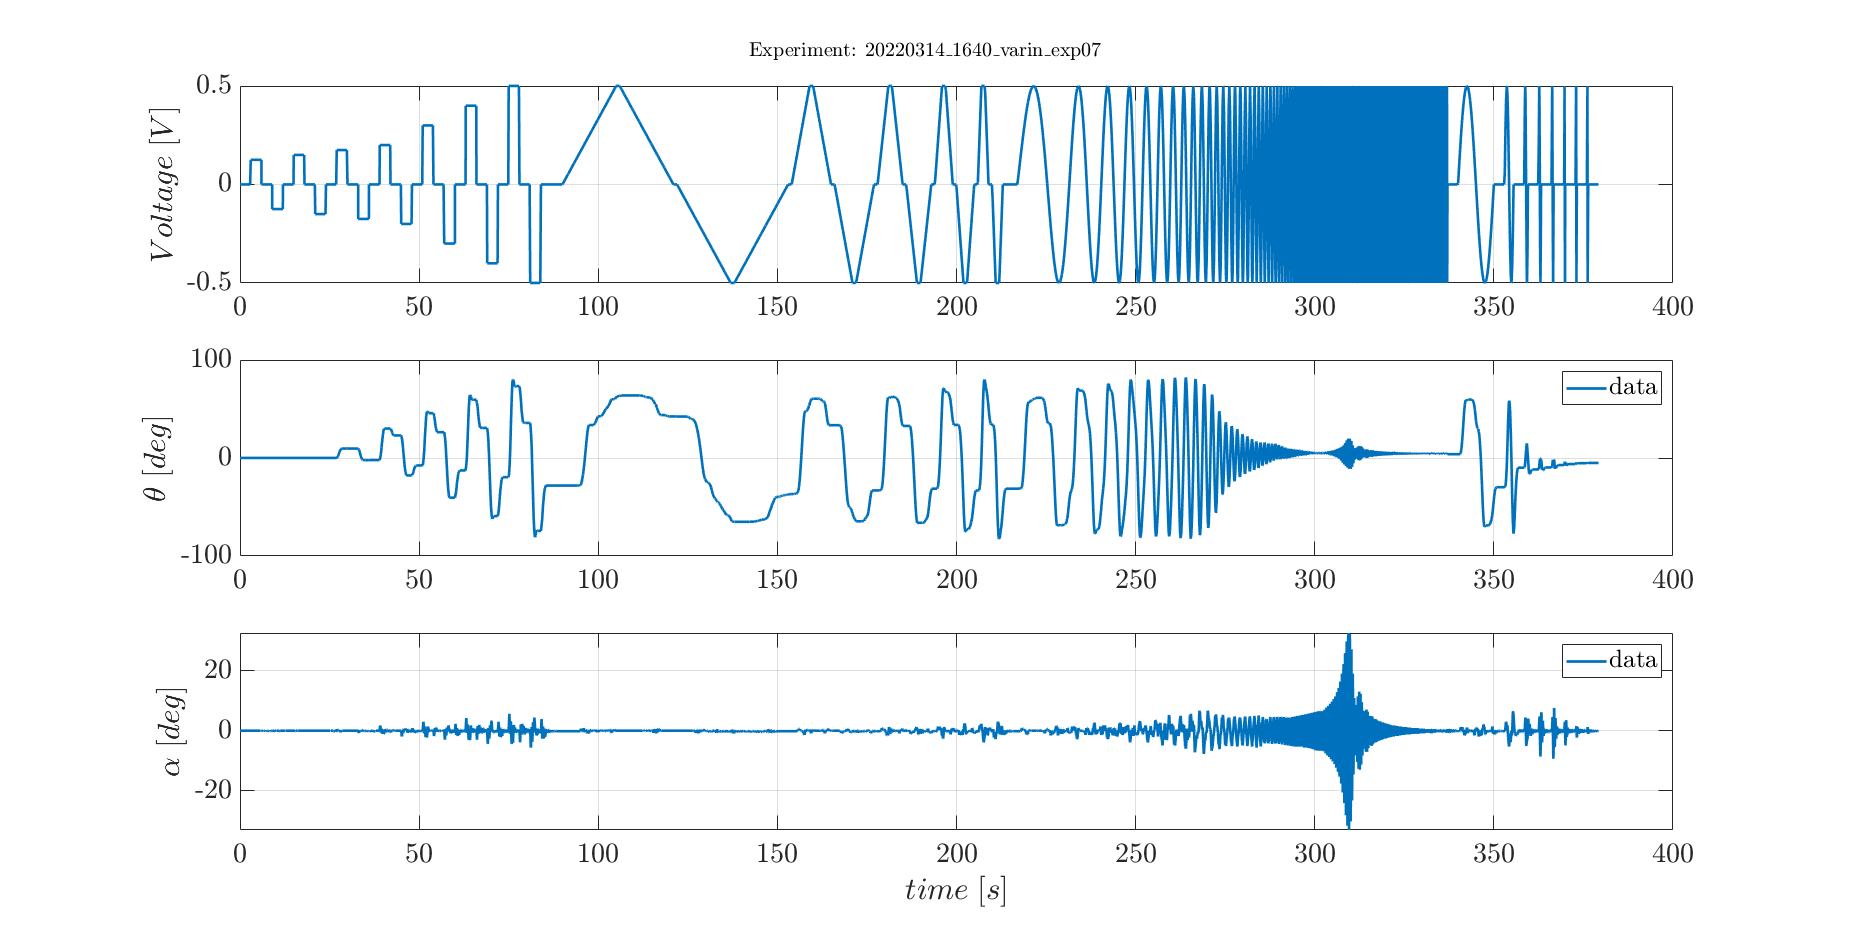 Experiment: 20220314_1640_varin_exp07
Voltage [V]
0.5
0
-0.5
0 50 100 150 200 250 300 350 400
θ [deg]
100
0
-100
data
0 50 100 150 200 250 300 350 400
α [deg]
20
0
-20
data
0 50 100 150 200 250 300 350 400
time [s]